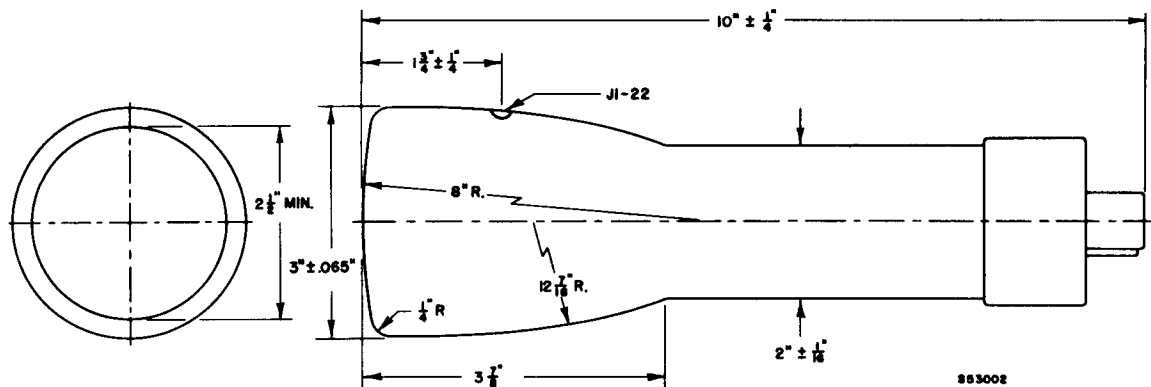 10" ± 1/4
1 3/4" ± 1/4
J1-22
2 1/2" MIN.
8" R.
3" ±.065"
12 7/16" R.
1/4" R
2" ± 1/16"
3 7/8"
953002